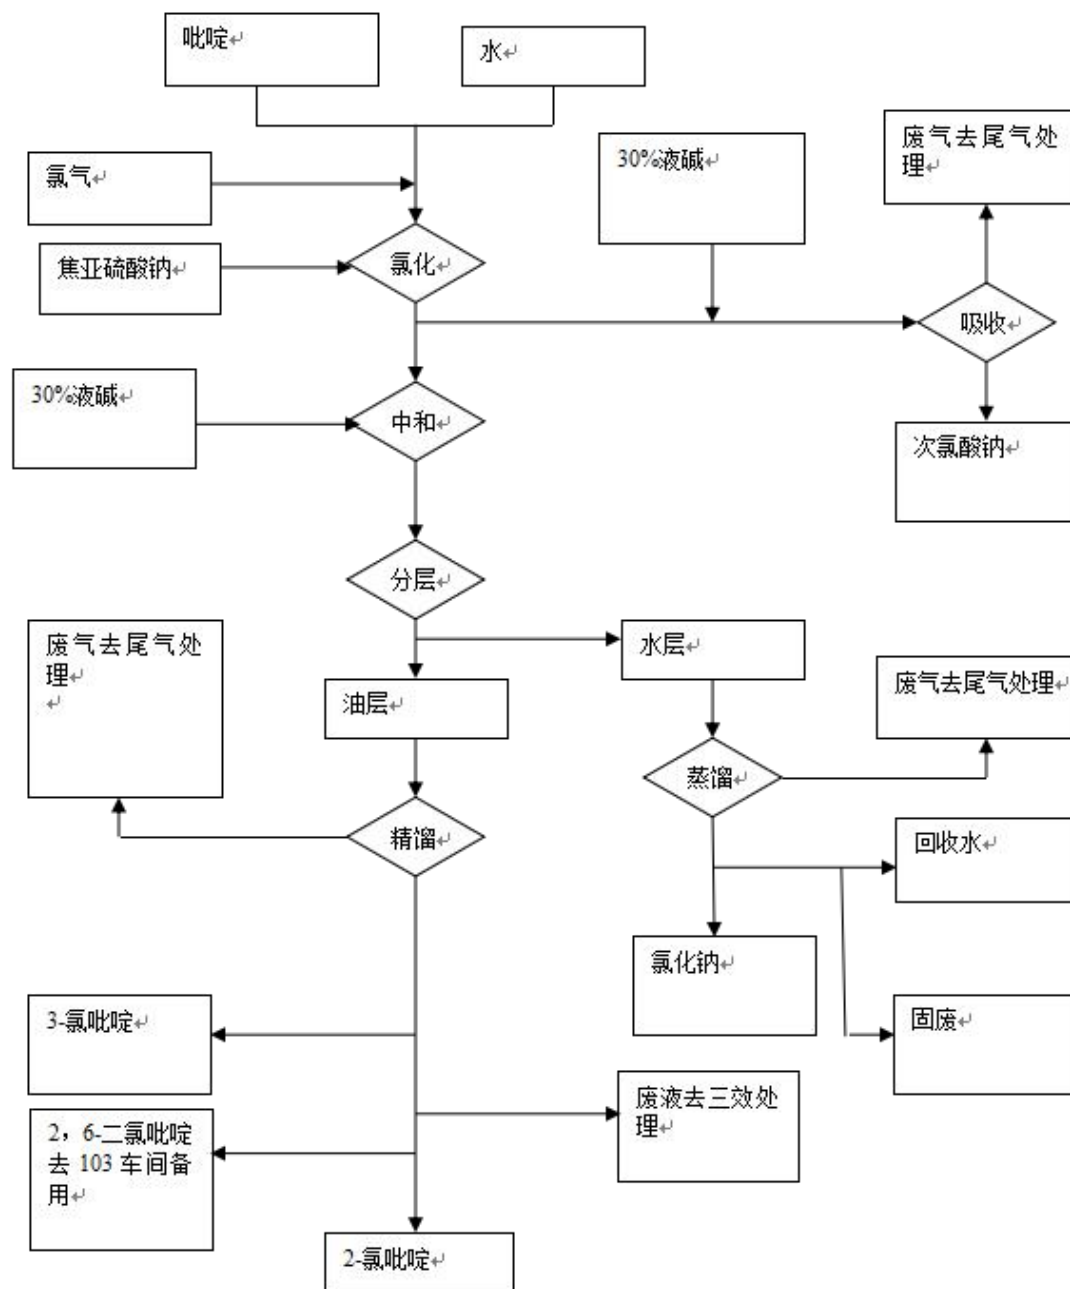 吡啶
水
废气去尾气处
理
30%液碱
氯气
焦亚硫酸钠
氯化
吸收
30%液碱
中和
次氯酸钠
分层
废气去尾气处
理
水层
废气去尾气处理
油层
蒸馏
精馏
回收水
氯化钠
3-氯吡啶
固废
废液去三效处
理
2，6-二氯吡啶
去 103 车间备
用
2-氯吡啶